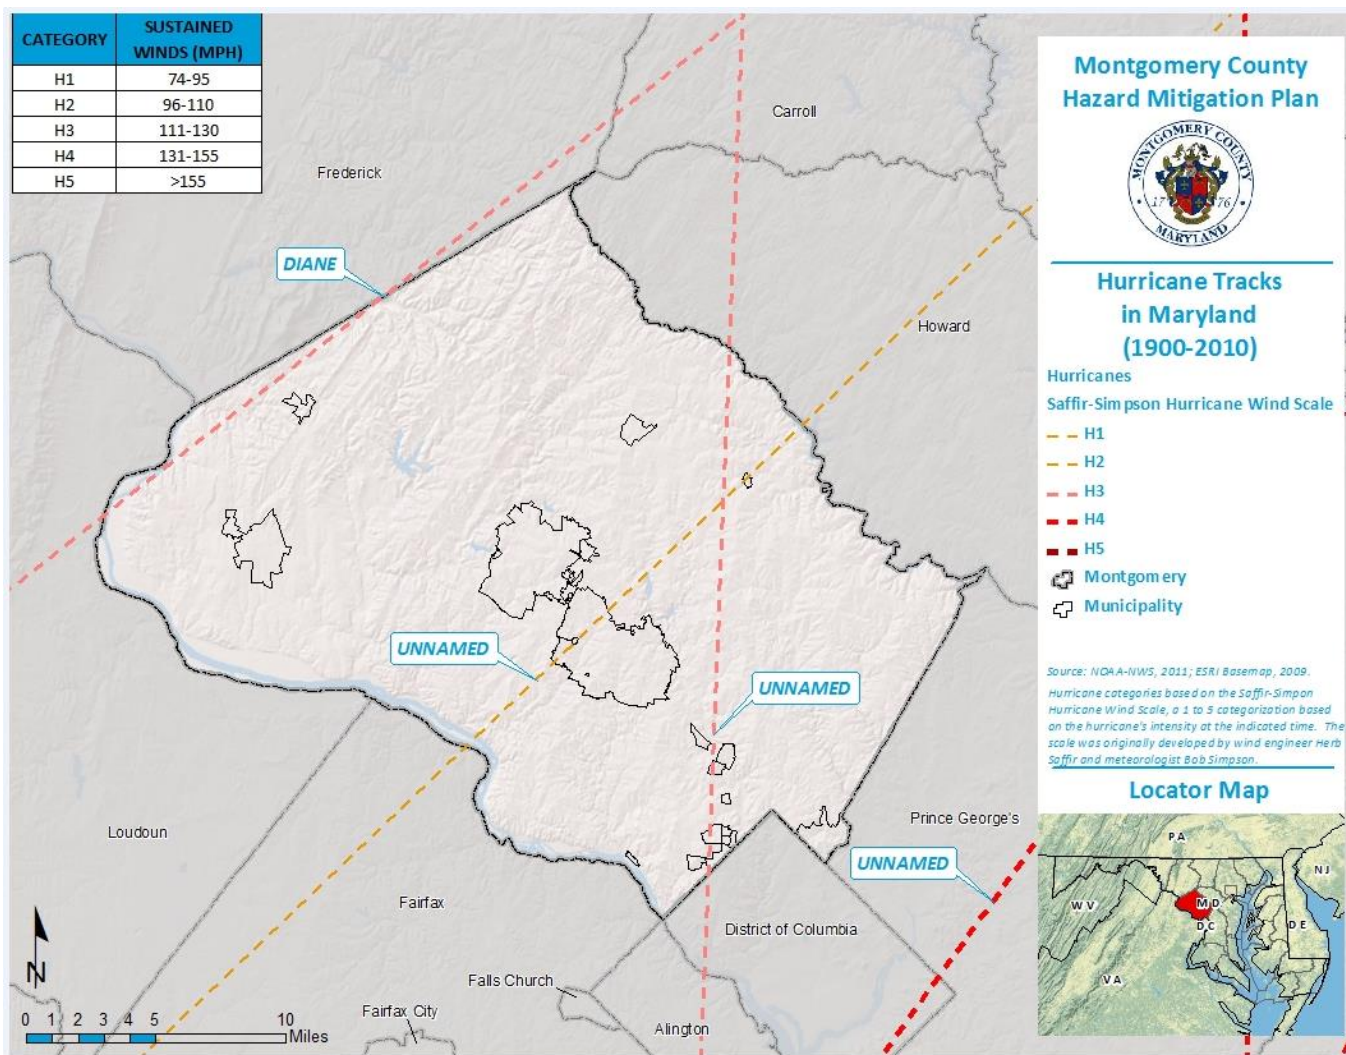 CATEGORY SUSTAINED WINDS (MPH)
H1 74-95
H2 96-110
H3 111-130
H4 131-155
H5 >155
Carroll
Frederick
DIANE
Howard
UNNAMED
UNNAMED
Loudoun
Prince George's
UNNAMED
Fairfax
District of Columbia
Falls Church
Fairfax City
Alington
N
0 1 2 3 4 5 10
Miles
Montgomery County
Hazard Mitigation Plan
MONTGOMERY COUNTY
17 76
MARYLAND
Hurricane Tracks
in Maryland
(1900-2010)
Hurricanes
Saffir-Simpson Hurricane Wind Scale
H1
H2
H3
H4
H5
Montgomery
Municipality
Source: NOAA-NWS, 2011; ESRI Basemap, 2009.
Hurricane categories based on the Saffir-Simpon
Hurricane Wind Scale, a 1 to 5 categorization based
on the hurricane's intensity at the indicated time. The
scale was originally developed by wind engineer Herb
Saffir and meteorologist Bob Simpson.
Locator Map
PA
NJ
WV
MD
DC
DE
VA